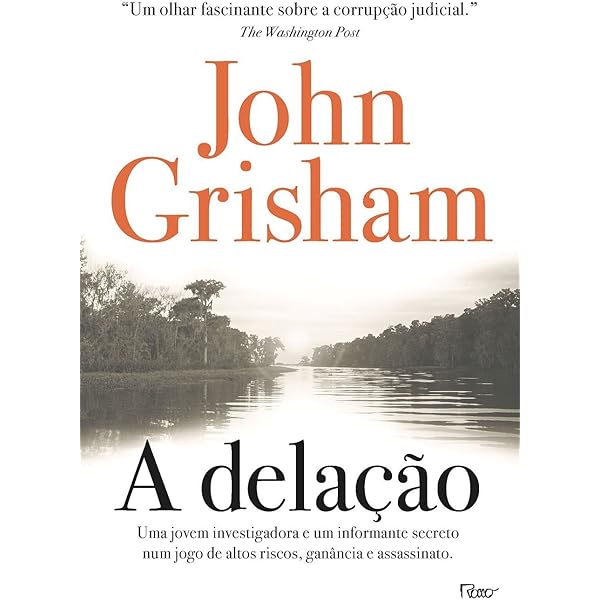 “Um olhar fascinante sobre a corrupção judicial.”
The Washington Post
John
Grisham
A delação
Uma jovem investigadora e um informante secreto
num jogo de altos riscos, ganância e assassinato.
Rocco